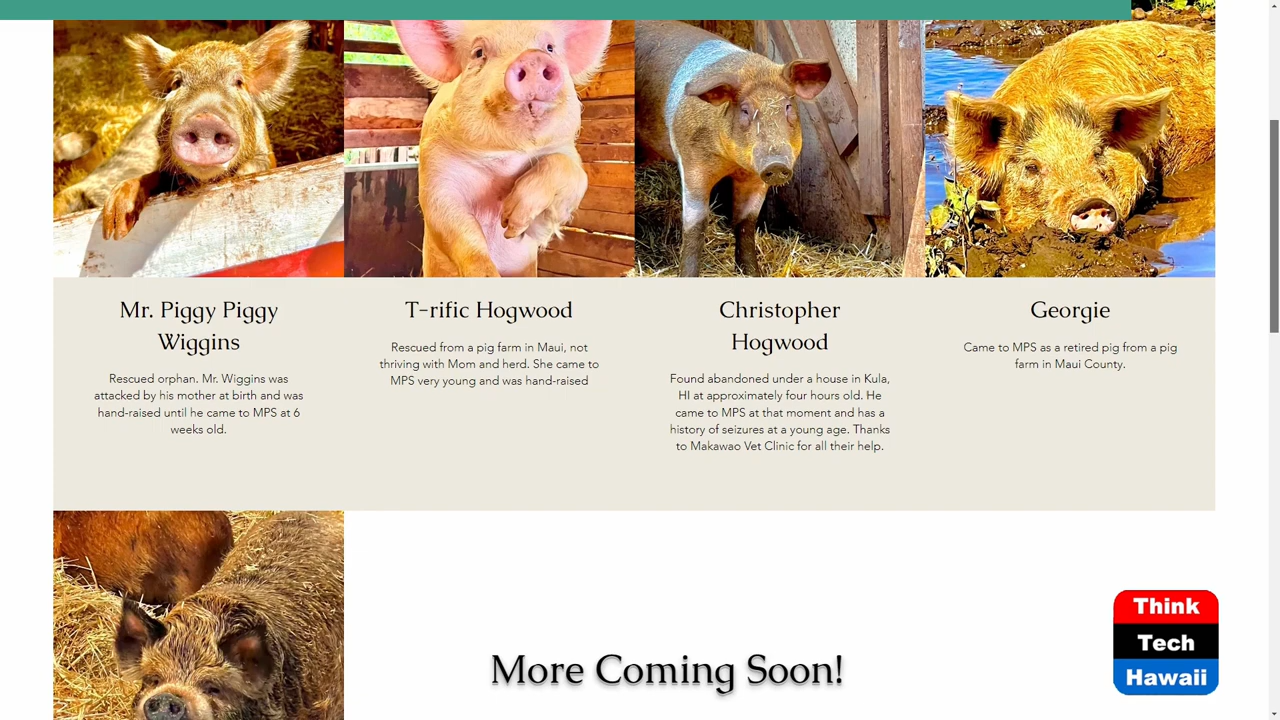 Mr. Piggy Piggy
Wiggins
Rescued orphan. Mr. Wiggins was
attacked by his mother at birth and was
hand-raised until he came to MPS at 6
weeks old.
T-rific Hogwood
Rescued from a pig farm in Maui, not
thriving with Mom and herd. She came to
MPS very young and was hand-raised
Christopher
Hogwood
Found abandoned under a house in Kula,
HI at approximately four hours old. He
came to MPS at that moment and has a
history of seizures at a young age. Thanks
to Makawao Vet Clinic for all their help.
Georgie
Came to MPS as a retired pig from a pig
farm in Maui County.
More Coming Soon!
Think
Tech
Hawaii